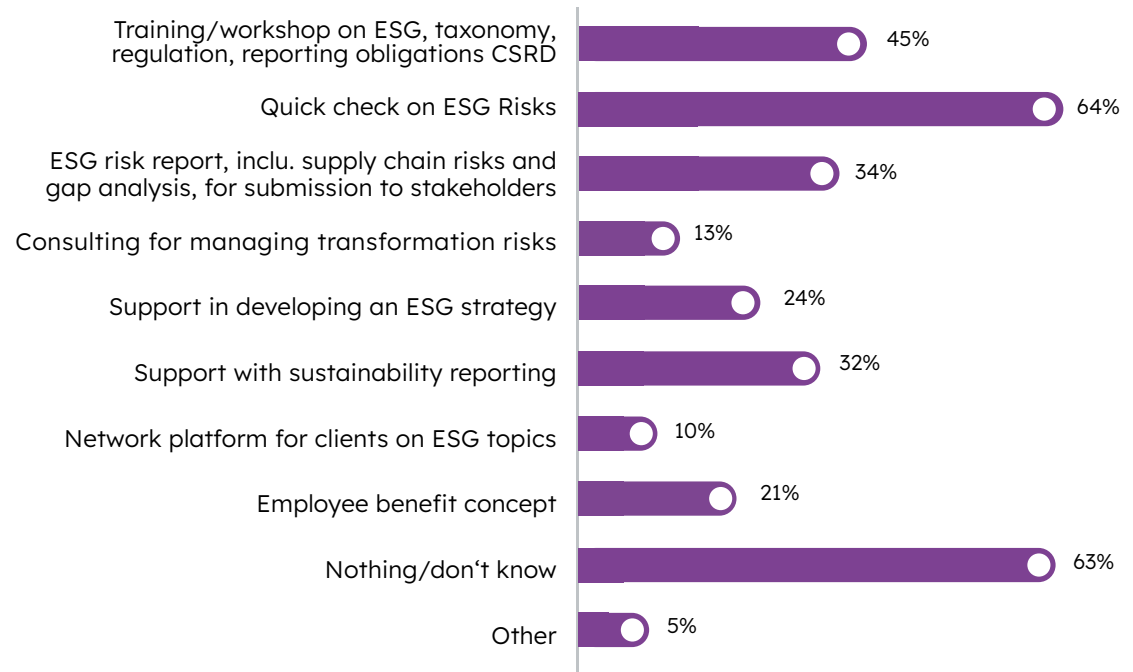 Training/workshop on ESG, taxonomy,
regulation, reporting obligations CSRD
45%
Quick check on ESG Risks
64%
ESG risk report, inclu. supply chain risks and
gap analysis, for submission to stakeholders
34%
Consulting for managing transformation risks
13%
Support in developing an ESG strategy
24%
Support with sustainability reporting
32%
Network platform for clients on ESG topics
10%
Employee benefit concept
21%
Nothing/don‘t know
63%
Other
5%